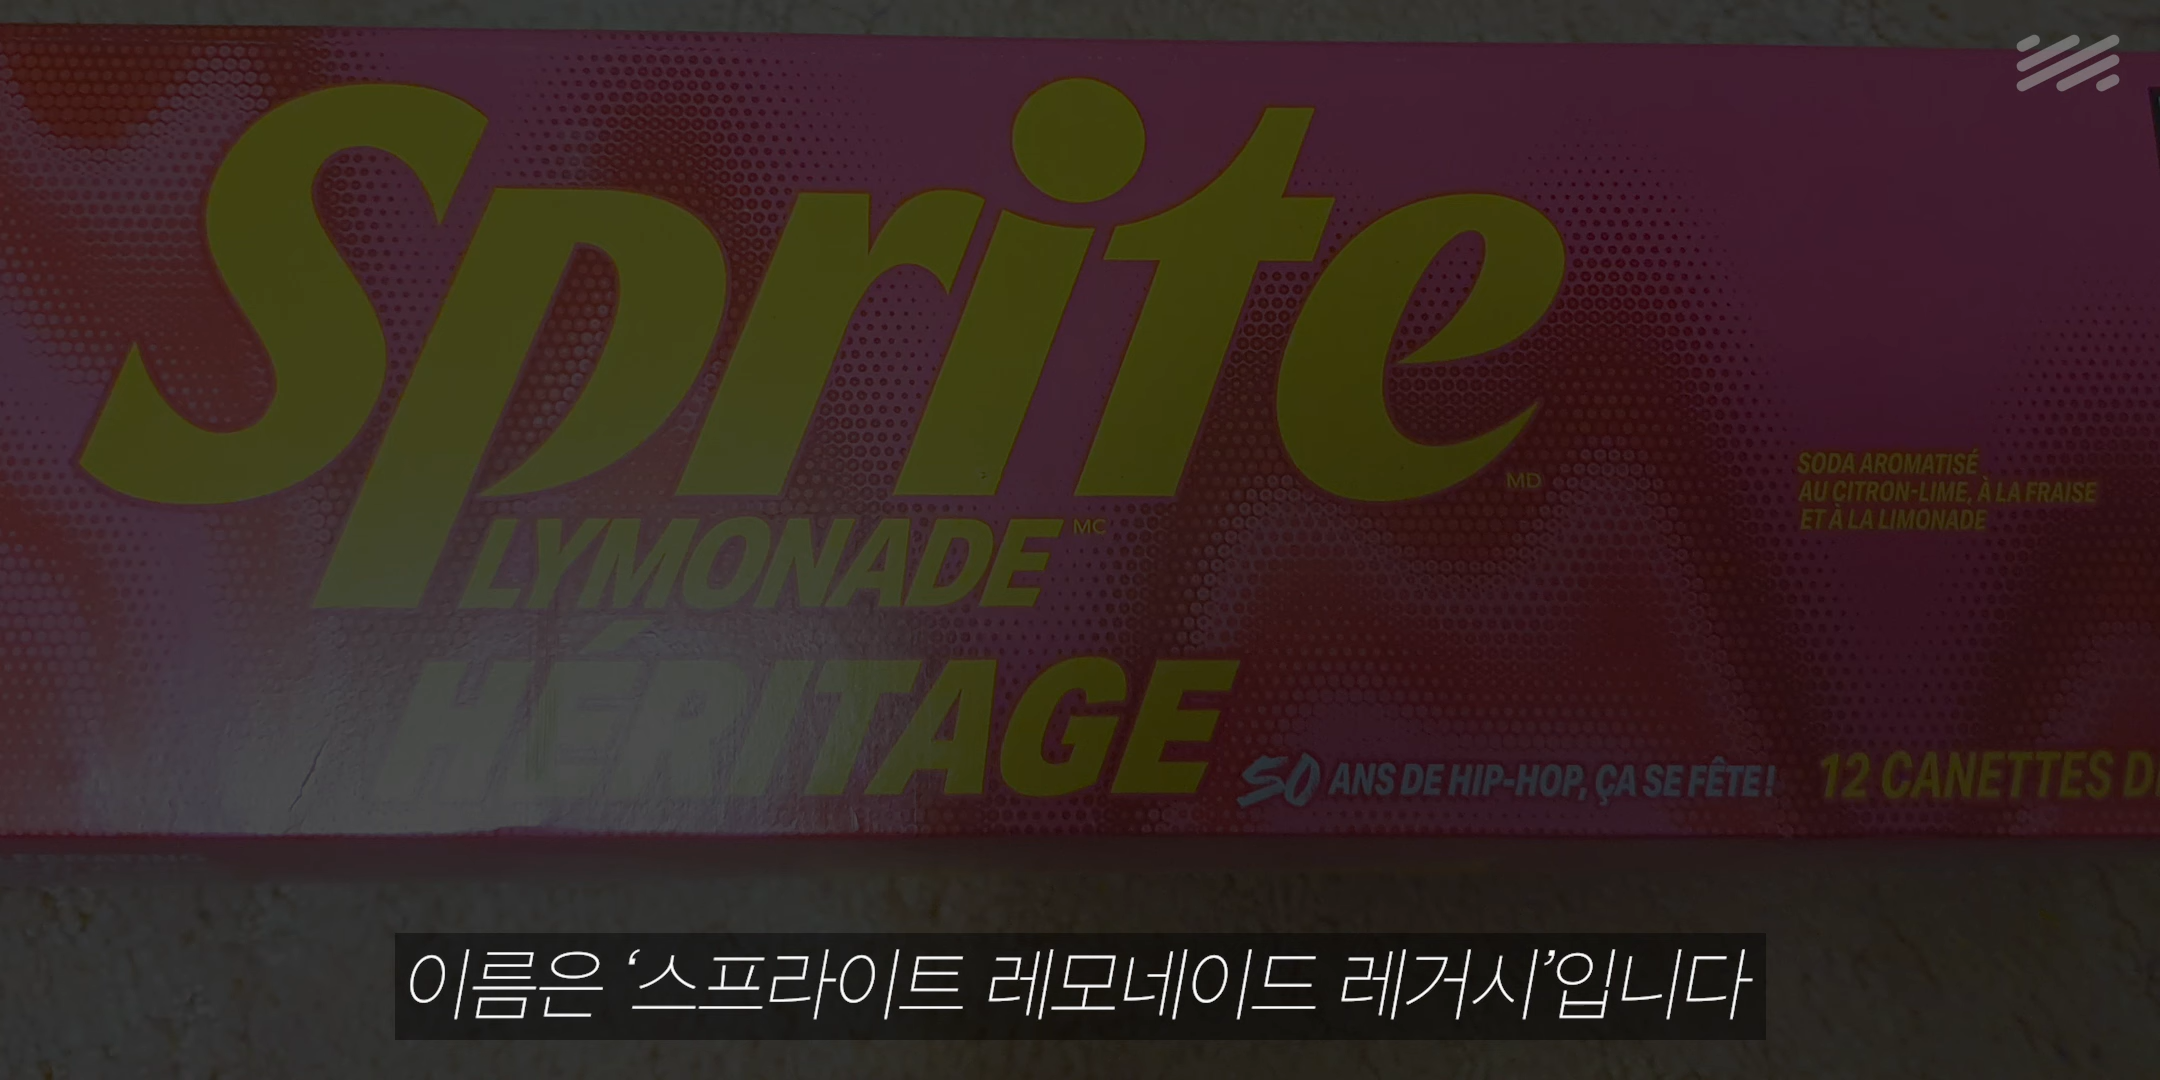 Sprite
MD
LYMONADE MC
HÉRITAGE
SODA AROMATISÉ
AU CITRON-LIME, À LA FRAISE
ET À LA LIMONADE
50 ANS DE HIP-HOP, ÇA SE FÊTE !
12 CANETTES
이름은 ‘스프라이트 레모네이드 레거시’입니다